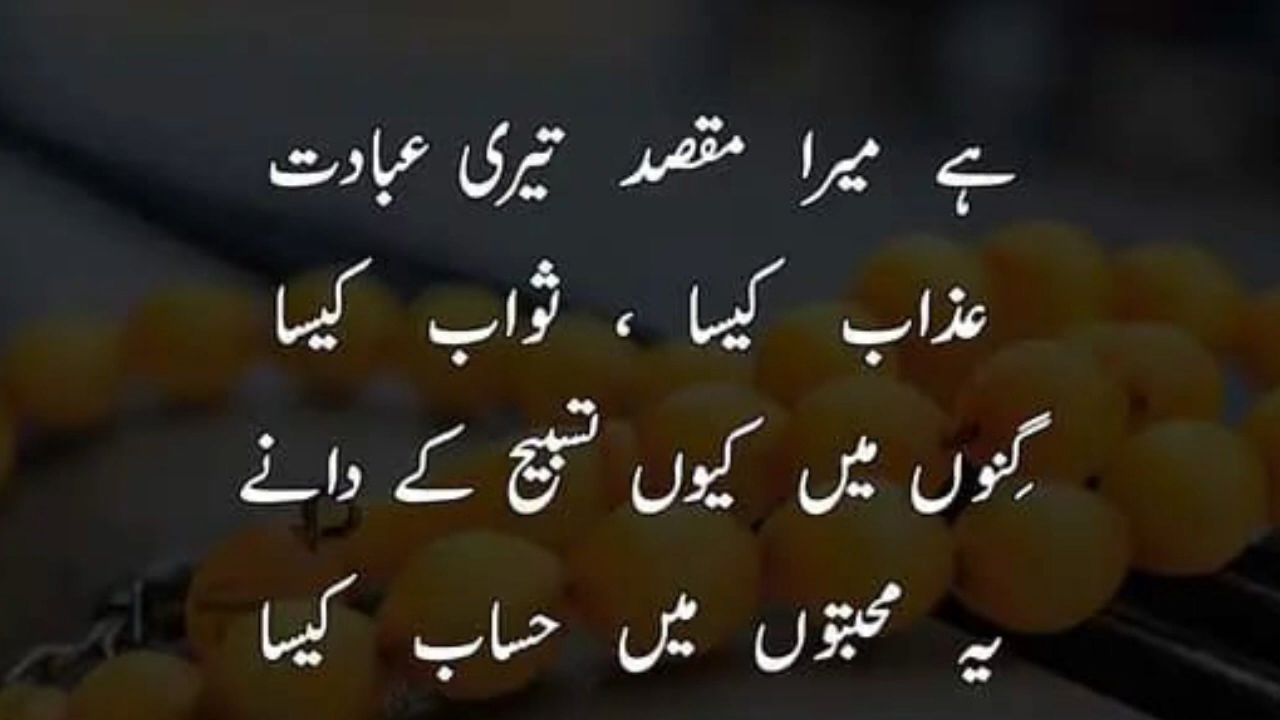 ہے میرا مقصد تیری عبادت
عذاب کیسا ، ثواب کیسا
گِنوں میں کیوں تسبیح کے دانے
یہ محبتوں میں حساب کیسا